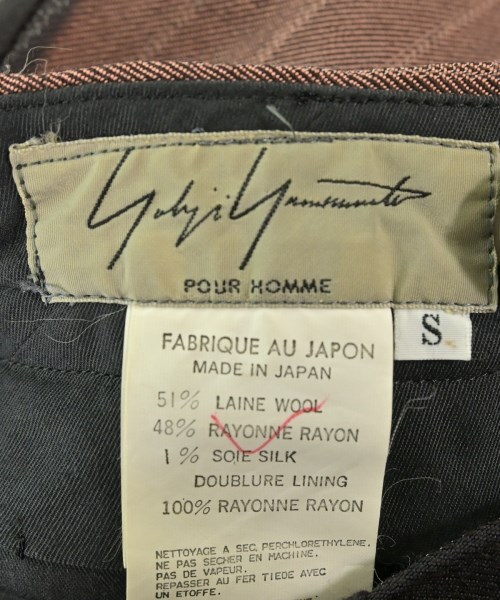 Yohji Yamamoto
POUR HOMME
S
FABRIQUE AU JAPON
MADE IN JAPAN
51% LAINE WOOL
48% RAYONNE RAYON
1% SOIE SILK
DOUBLURE LINING
100% RAYONNE RAYON
NETTOYAGE A SEC, PERCHLORETHYLENE.
NE PAS SECHER EN MACHINE.
PAS DE VAPEUR.
REPASSER AU FER TIEDE AVEC
UN ETOFFE.